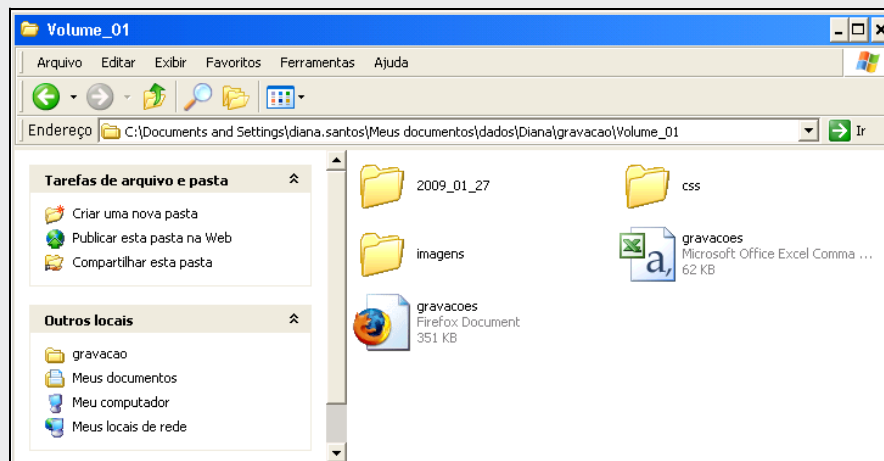 Volume_01
Arquivo Editar Exibir Favoritos Ferramentas Ajuda
Endereço C:\Documents and Settings\diana.santos\Meus documentos\dados\Diana\gravacao\Volume_01 Ir
Tarefas de arquivo e pasta
Criar uma nova pasta
Publicar esta pasta na Web
Compartilhar esta pasta
Outros locais
gravacao
Meus documentos
Meu computador
Meus locais de rede
2009_01_27
css
imagens
gravacoes
Microsoft Office Excel Comma ...
62 KB
gravacoes
Firefox Document
351 KB